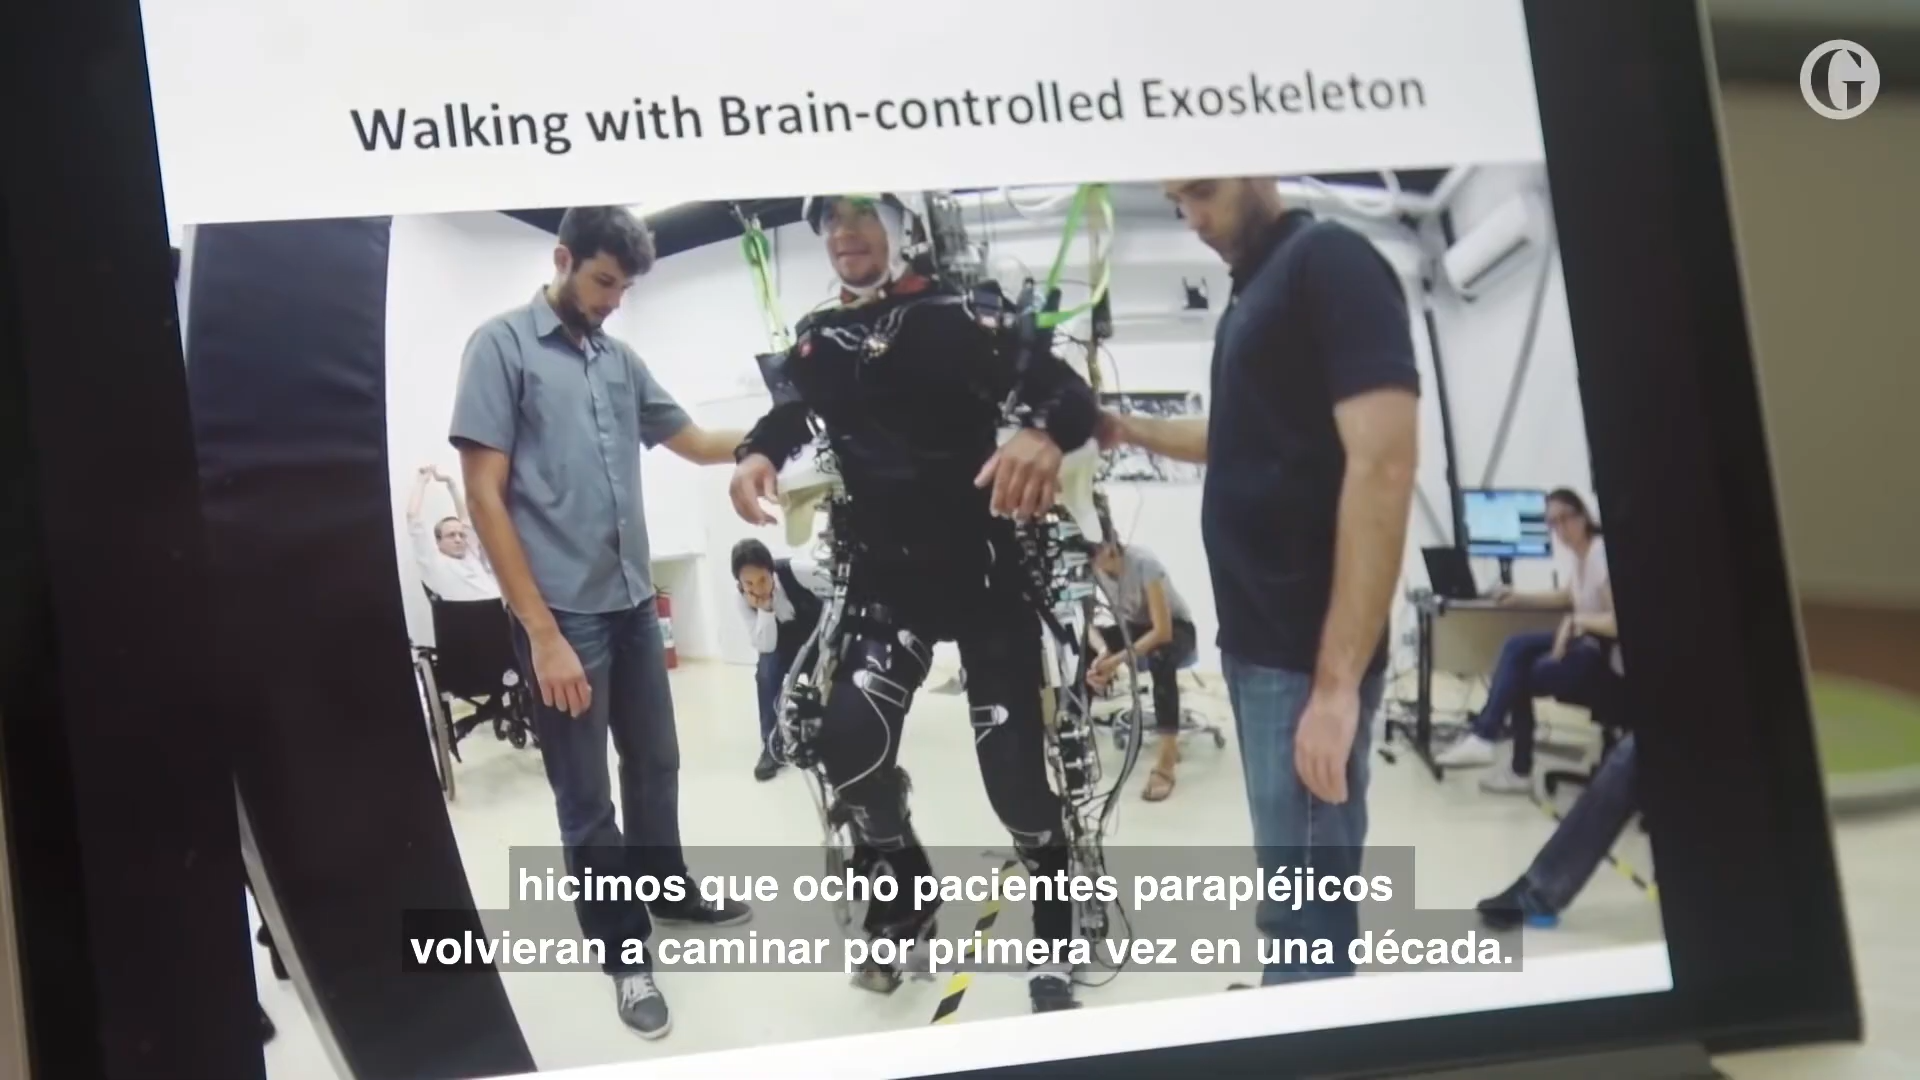 Walking with Brain-controlled Exoskeleton
hicimos que ocho pacientes parapléjicos
volvieran a caminar por primera vez en una década.